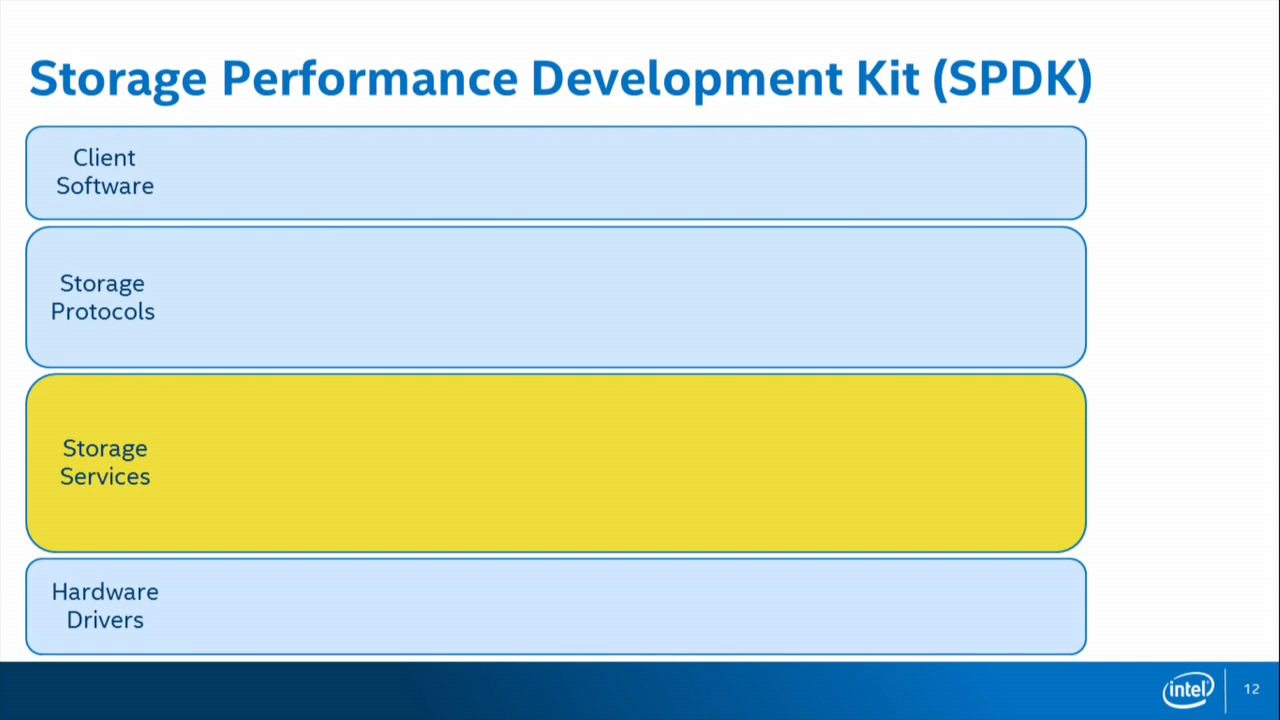 Storage Performance Development Kit (SPDK)
Client
Software
Storage
Protocols
Storage
Services
Hardware
Drivers
intel
12